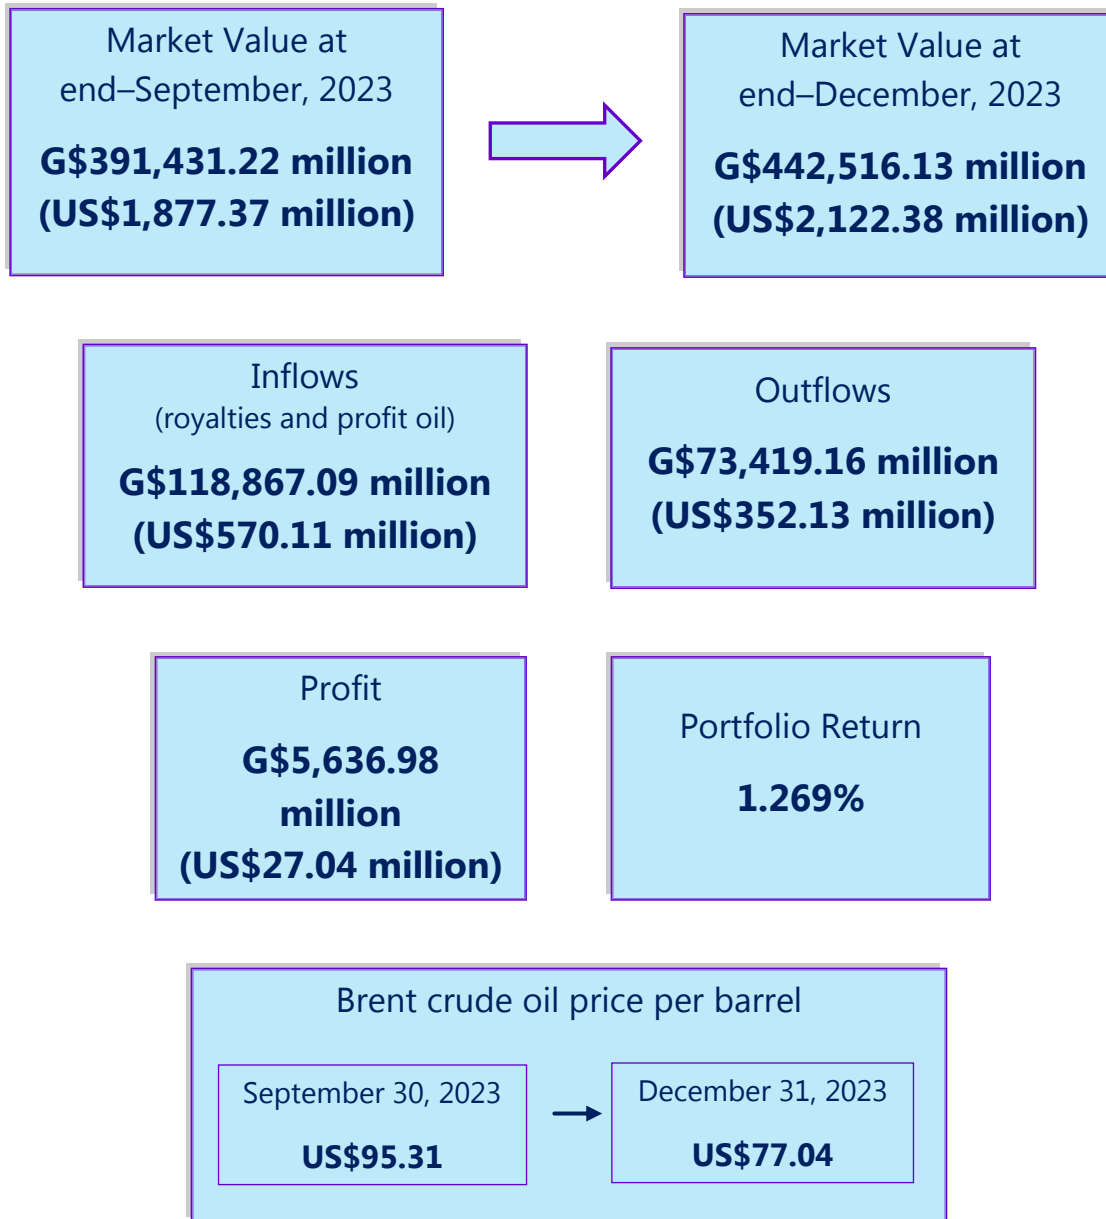 Market Value at
end–September, 2023
G$391,431.22 million
(US$1,877.37 million)
Market Value at
end–December, 2023
G$442,516.13 million
(US$2,122.38 million)
Inflows
(royalties and profit oil)
G$118,867.09 million
(US$570.11 million)
Outflows
G$73,419.16 million
(US$352.13 million)
Profit
G$5,636.98
million
(US$27.04 million)
Portfolio Return
1.269%
Brent crude oil price per barrel
September 30, 2023
US$95.31
December 31, 2023
US$77.04